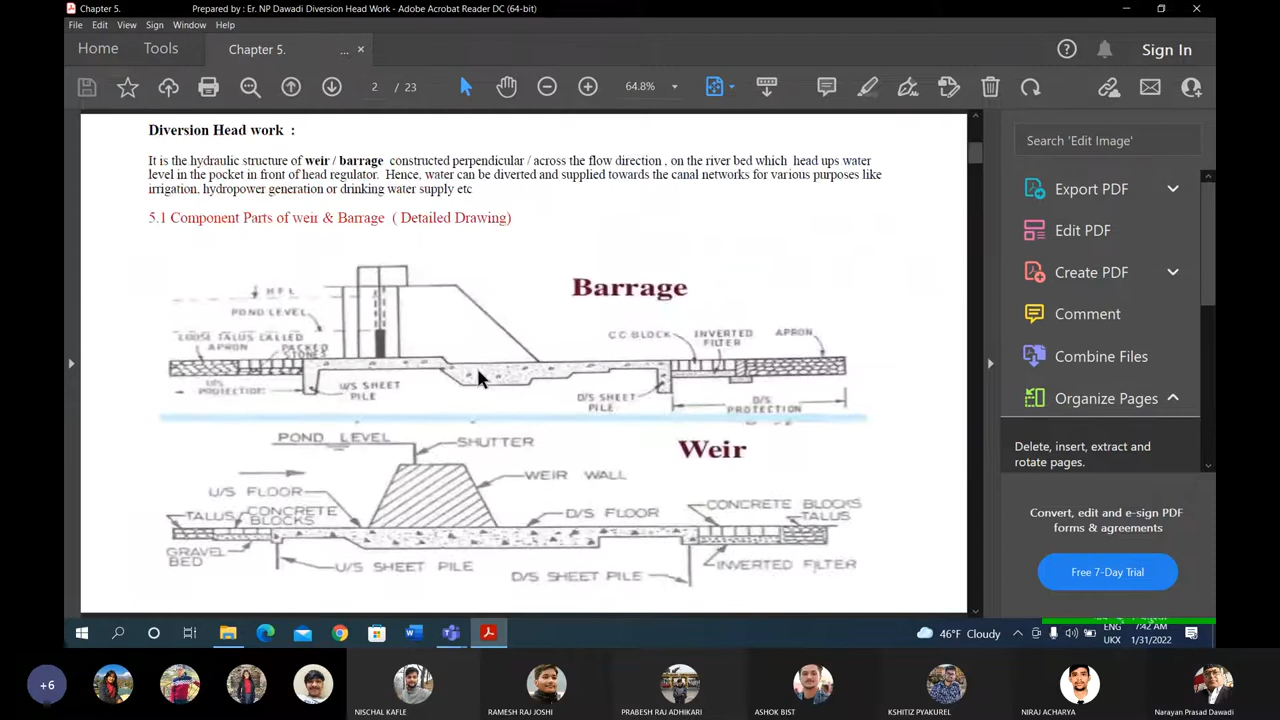 Chapter 5. Prepared by : Er. NP Dawadi Diversion Head Work - Adobe Acrobat Reader DC (64-bit)
File Edit View Sign Window Help
Home Tools Chapter 5. ... × Sign In
2 / 23 64.8%
Diversion Head work :
It is the hydraulic structure of weir / barrage constructed perpendicular / across the flow direction , on the river bed which head ups water
level in the pocket in front of head regulator. Hence, water can be diverted and supplied towards the canal networks for various purposes like
irrigation, hydropower generation or drinking water supply etc
5.1 Component Parts of weir & Barrage ( Detailed Drawing)
Barrage
H F L
POND LEVEL
LOOSE TALUS CALLED
APRON
PACKED
STONES
U/S
PROTECTION
U/S SHEET
PILE
C C BLOCK
INVERTED
FILTER
APRON
D/S SHEET
PILE
D/S
PROTECTION
Weir
POND LEVEL
SHUTTER
WEIR WALL
U/S FLOOR
TALUS
CONCRETE
BLOCKS
D/S FLOOR
CONCRETE BLOCKS
TALUS
GRAVEL
BED
U/S SHEET PILE
D/S SHEET PILE
INVERTED FILTER
Search 'Edit Image'
Export PDF
Edit PDF
Create PDF
Comment
Combine Files
Organize Pages
Delete, insert, extract and
rotate pages.
Convert, edit and e-sign PDF
forms & agreements
Free 7-Day Trial
46°F Cloudy
ENG
UKX
7:42 AM
1/31/2022
+6
NISCHAL KAFLE
RAMESH RAJ JOSHI
PRABESH RAJ ADHIKARI
ASHOK BIST
KSHITIZ PYAKUREL
NIRAJ ACHARYA
Narayan Prasad Dawadi